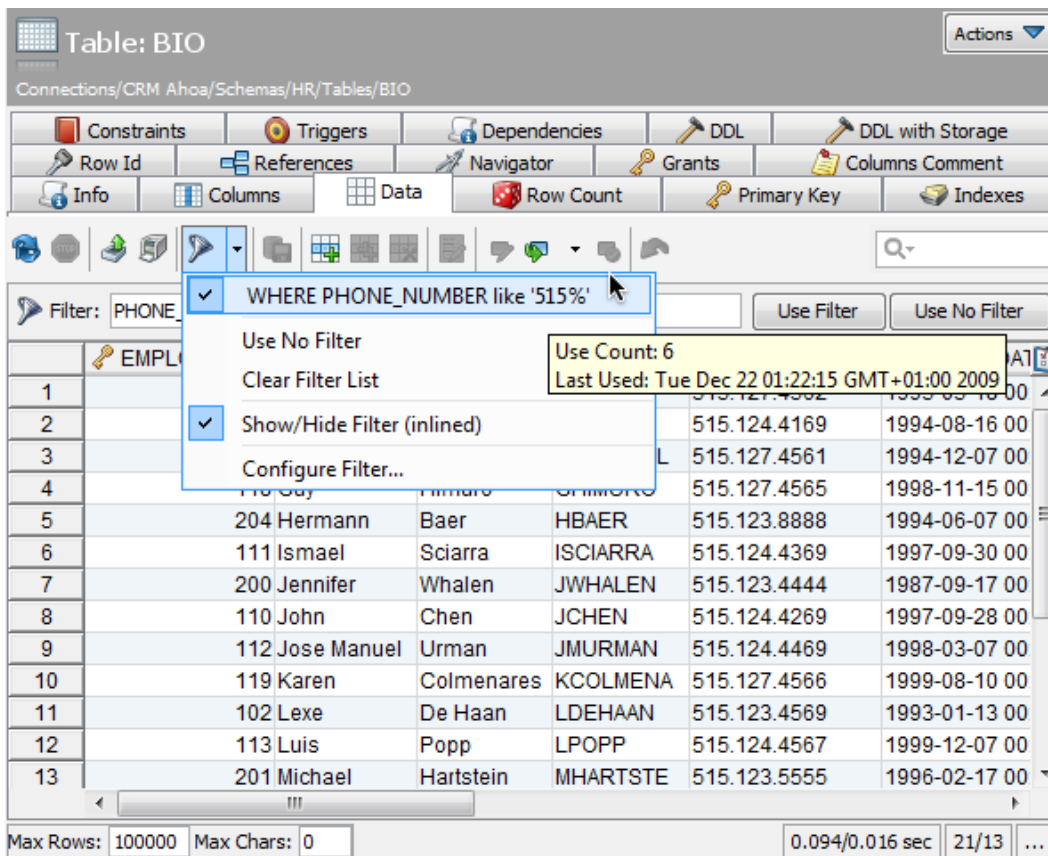 Table: BIO
Actions
Connections/CRM Ahoa/Schemas/HR/Tables/BIO
Constraints Triggers Dependencies DDL DDL with Storage
Row Id References Navigator Grants Columns Comment
Info Columns Data Row Count Primary Key Indexes
STOP
WHERE PHONE_NUMBER like '515%'
Filter: PHONE_ Use Filter Use No Filter
Use No Filter
Use Count: 6
Last Used: Tue Dec 22 01:22:15 GMT+01:00 2009
Clear Filter List
Show/Hide Filter (inlined)
Configure Filter...
EMPL
1
2 515.124.4169 1994-08-16 00
3 L 515.127.4561 1994-12-07 00
4 515.127.4565 1998-11-15 00
5 204 Hermann Baer HBAER 515.123.8888 1994-06-07 00
6 111 Ismael Sciarra ISCIARRA 515.124.4369 1997-09-30 00
7 200 Jennifer Whalen JWHALEN 515.123.4444 1987-09-17 00
8 110 John Chen JCHEN 515.124.4269 1997-09-28 00
9 112 Jose Manuel Urman JMURMAN 515.124.4469 1998-03-07 00
10 119 Karen Colmenares KCOLMENA 515.127.4566 1999-08-10 00
11 102 Lexe De Haan LDEHAAN 515.123.4569 1993-01-13 00
12 113 Luis Popp LPOPP 515.124.4567 1999-12-07 00
13 201 Michael Hartstein MHARTSTE 515.123.5555 1996-02-17 00
Max Rows: 100000 Max Chars: 0 0.094/0.016 sec 21/13 ...